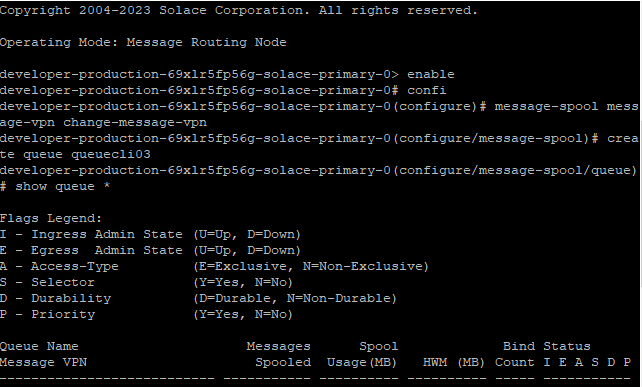 Copyright 2004-2023 Solace Corporation. All rights reserved.
Operating Mode: Message Routing Node
developer-production-69xlr5fp56g-solace-primary-0> enable
developer-production-69xlr5fp56g-solace-primary-0# confi
developer-production-69xlr5fp56g-solace-primary-0(configure)# message-spool mess
age-vpn change-message-vpn
developer-production-69xlr5fp56g-solace-primary-0(configure/message-spool)# crea
te queue queuecli03
developer-production-69xlr5fp56g-solace-primary-0(configure/message-spool/queue)
# show queue *
Flags Legend:
I - Ingress Admin State (U=Up, D=Down)
E - Egress  Admin State (U=Up, D=Down)
A - Access-Type         (E=Exclusive, N=Non-Exclusive)
S - Selector            (Y=Yes, N=No)
D - Durability          (D=Durable, N=Non-Durable)
P - Priority            (Y=Yes, N=No)
Queue Name                     Messages      Spool             Bind Status
Message VPN                     Spooled  Usage(MB)   HWM (MB) Count I E A S D P
--------------------------- ----------- ---------- ---------- ----- -----------